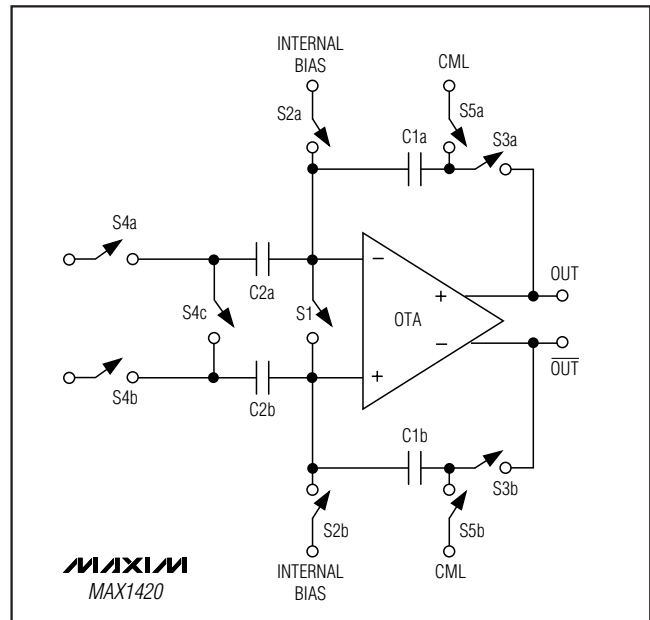 INTERNAL
BIAS
CML
S2a
S5a
C1a
S3a
S4a
C2a
S4c
S1
−
+
OTA
OUT
−
OUT
+
S4b
C2b
C1b
S3b
S2b
S5b
INTERNAL
BIAS
CML
MAXIM
MAX1420